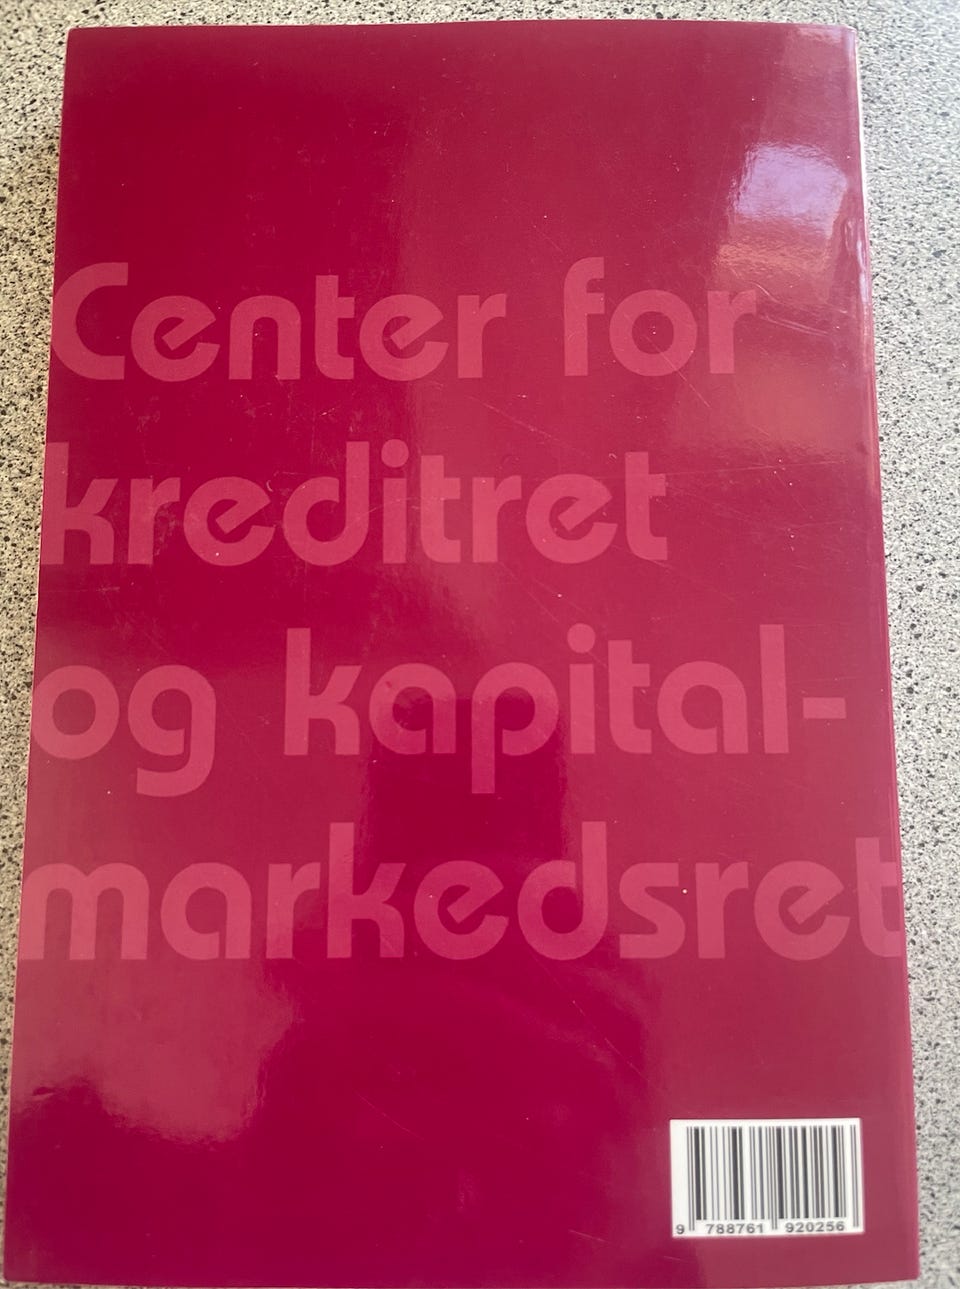 Center for
kreditret
og kapital-
markedsret
9 788761 920256